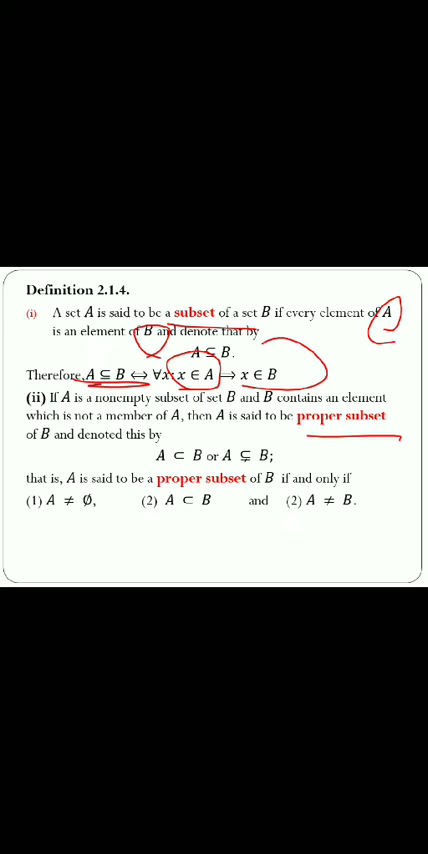 Definition 2.1.4.
(i) A set A is said to be a subset of a set B if every element of A
is an element of B and denote that by
A ⊆ B.
Therefore, A ⊆ B ⟺ ∀x: x ∈ A ⟹ x ∈ B
(ii) If A is a nonempty subset of set B and B contains an element
which is not a member of A, then A is said to be proper subset
of B and denoted this by
A ⊂ B or A ⊊ B;
that is, A is said to be a proper subset of B if and only if
(1) A ≠ Ø, (2) A ⊂ B and (2) A ≠ B.